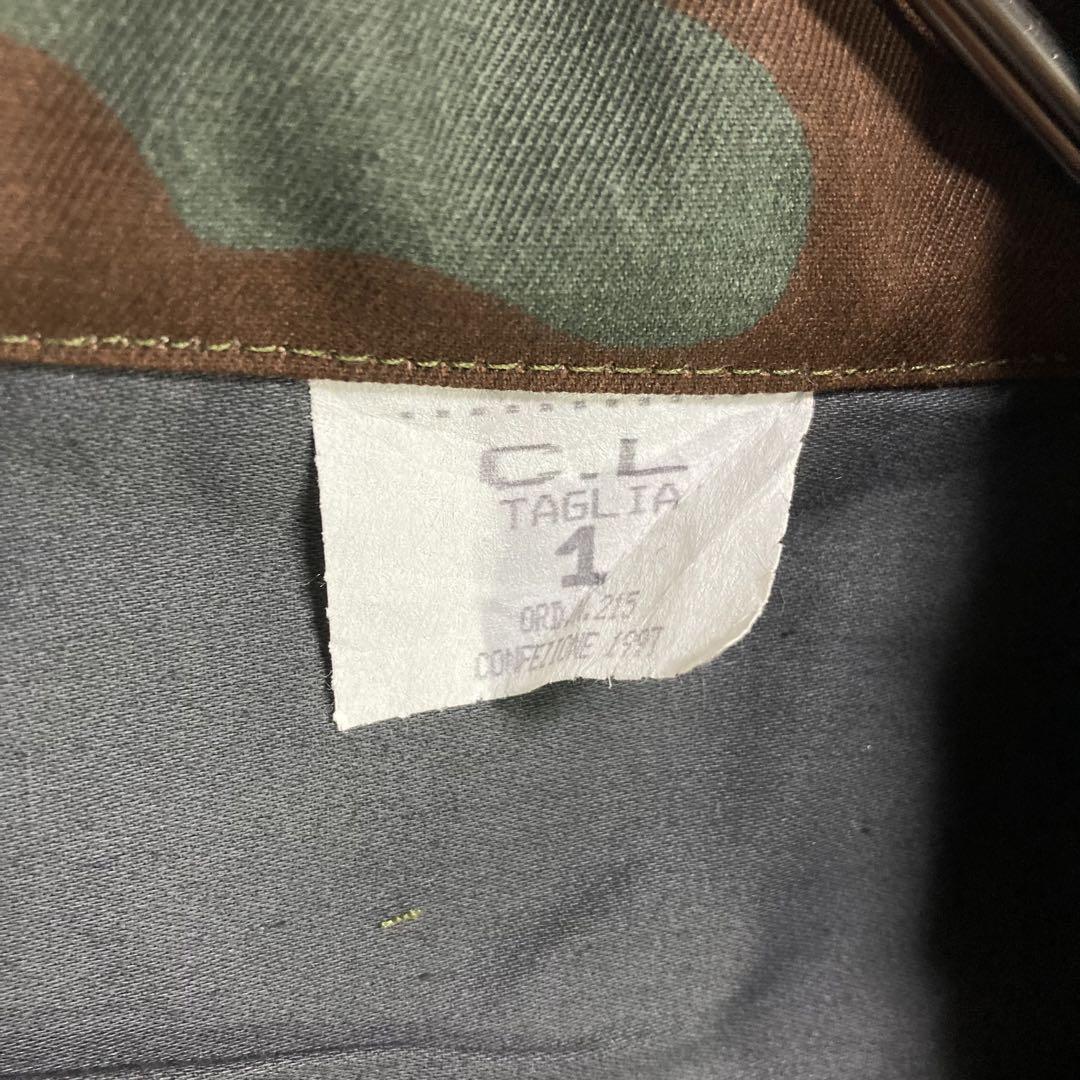 C.L
TAGLIA
1
ORD.N.215
CONFEZIONE 1997